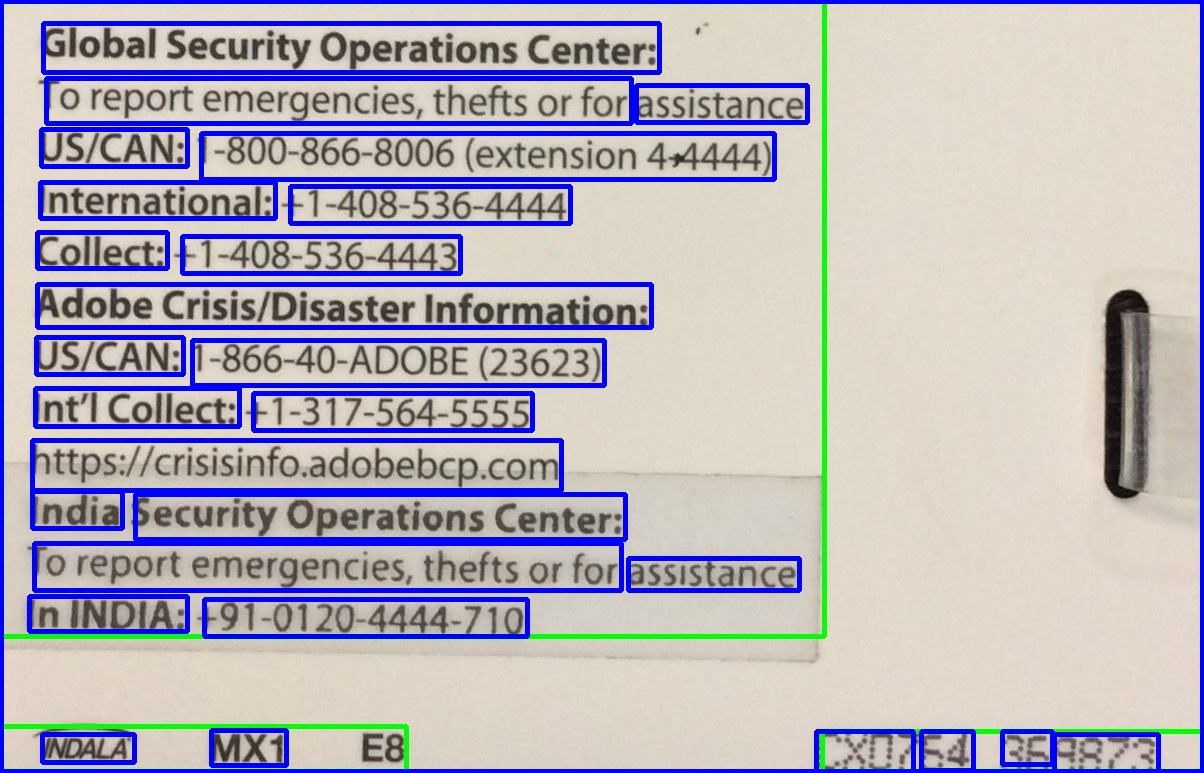 Global Security Operations Center:
To report emergencies, thefts or for assistance
US/CAN: 1-800-866-8006 (extension 4-4444)
International: +1-408-536-4444
Collect: +1-408-536-4443
Adobe Crisis/Disaster Information:
US/CAN: 1-866-40-ADOBE (23623)
Int'l Collect: +1-317-564-5555
https://crisisinfo.adobebcp.com
India Security Operations Center:
To report emergencies, thefts or for assistance
In INDIA: +91-0120-4444-710
INDALA MX1 E8 CX0764 369873